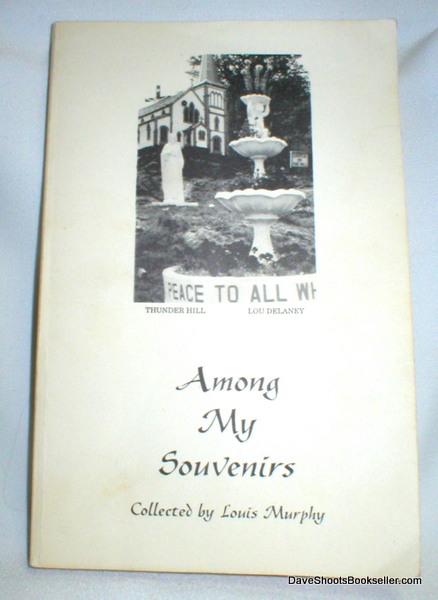 PEACE TO ALL WH
THUNDER HILL LOU DELANEY
Among
My
Souvenirs
Collected by Louis Murphy
DaveShootsBookseller.com